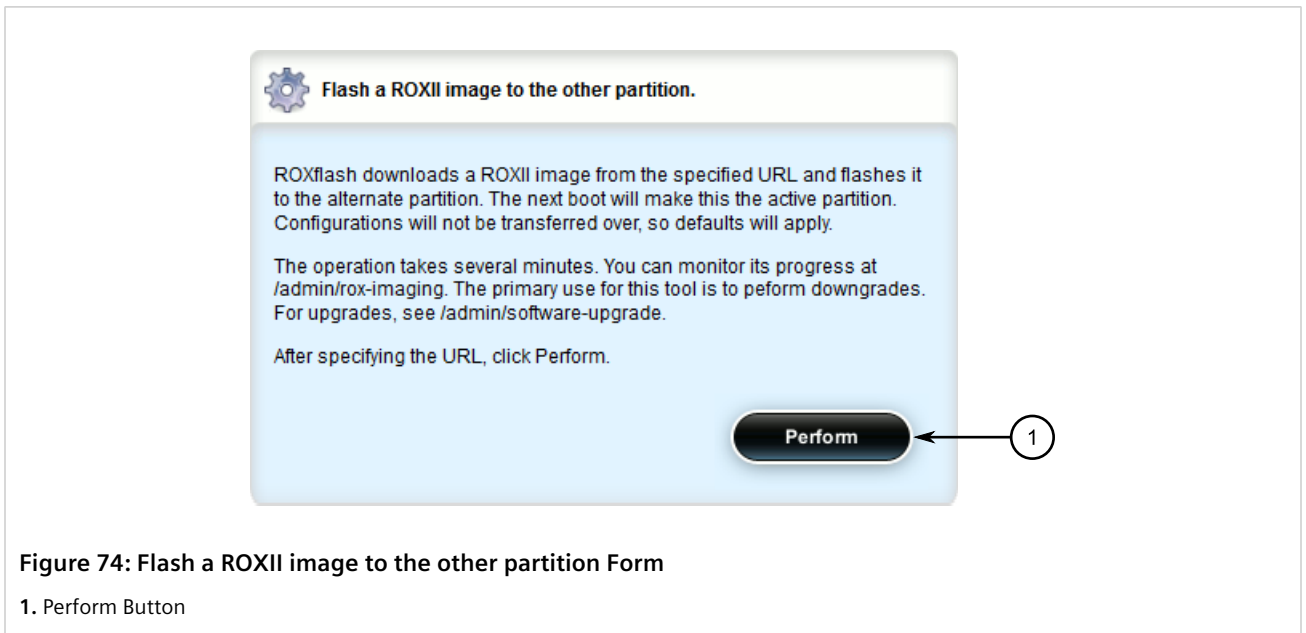 Flash a ROXII image to the other partition.
ROXflash downloads a ROXII image from the specified URL and flashes it
to the alternate partition. The next boot will make this the active partition.
Configurations will not be transferred over, so defaults will apply.
The operation takes several minutes. You can monitor its progress at
/admin/rox-imaging. The primary use for this tool is to peform downgrades.
For upgrades, see /admin/software-upgrade.
After specifying the URL, click Perform.
Perform
1
Figure 74: Flash a ROXII image to the other partition Form
1. Perform Button